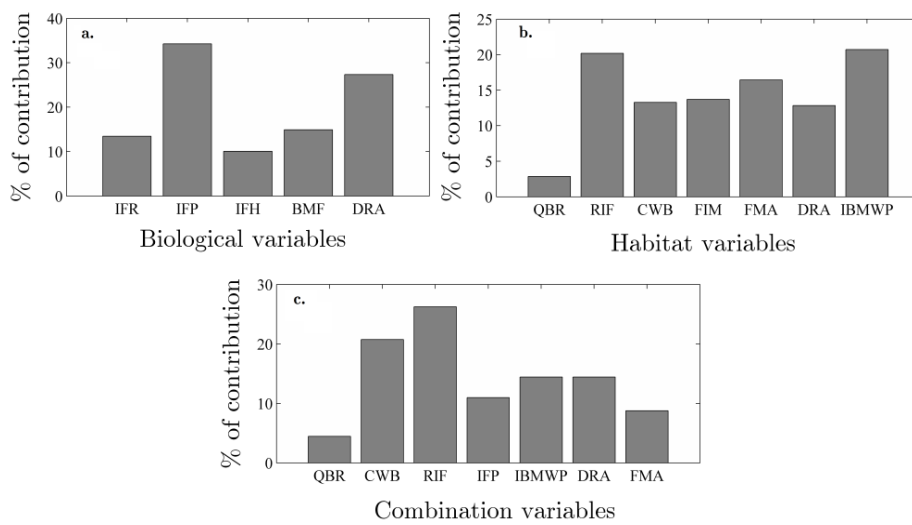 a.
% of contribution
40
30
20
10
0
IFR IFP IFH BMF DRA
Biological variables
b.
% of contribution
25
20
15
10
5
0
QBR RIF CWB FIM FMA DRA IBMWP
Habitat variables
c.
% of contribution
30
20
10
0
QBR CWB RIF IFP IBMWP DRA FMA
Combination variables